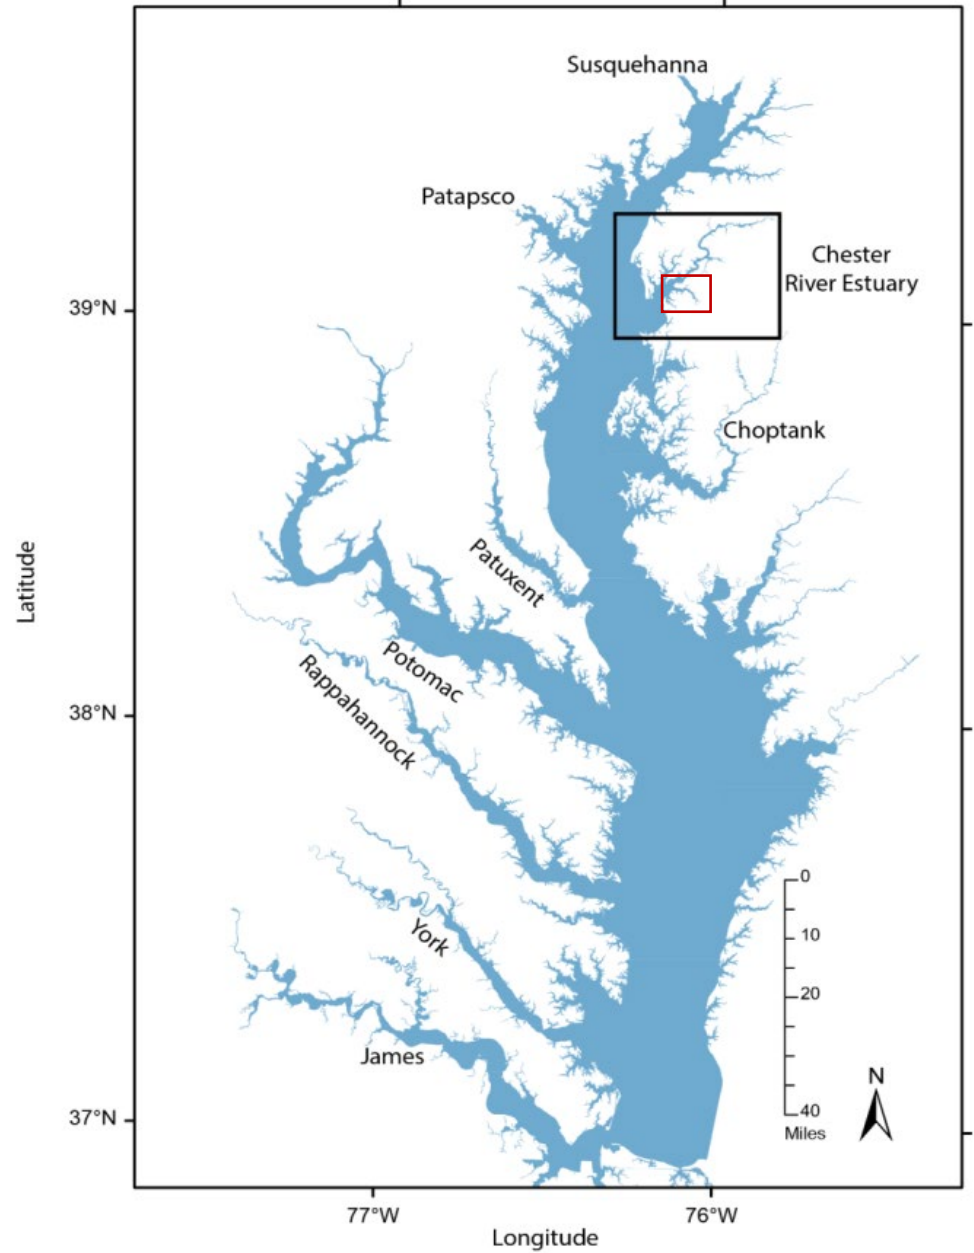 Susquehanna
Patapsco
Chester
River Estuary
39°N
Choptank
Patuxent
Latitude
Potomac
Rappahannock
38°N
0
York
10
20
James
N
37°N
40
Miles
77°W
76°W
Longitude